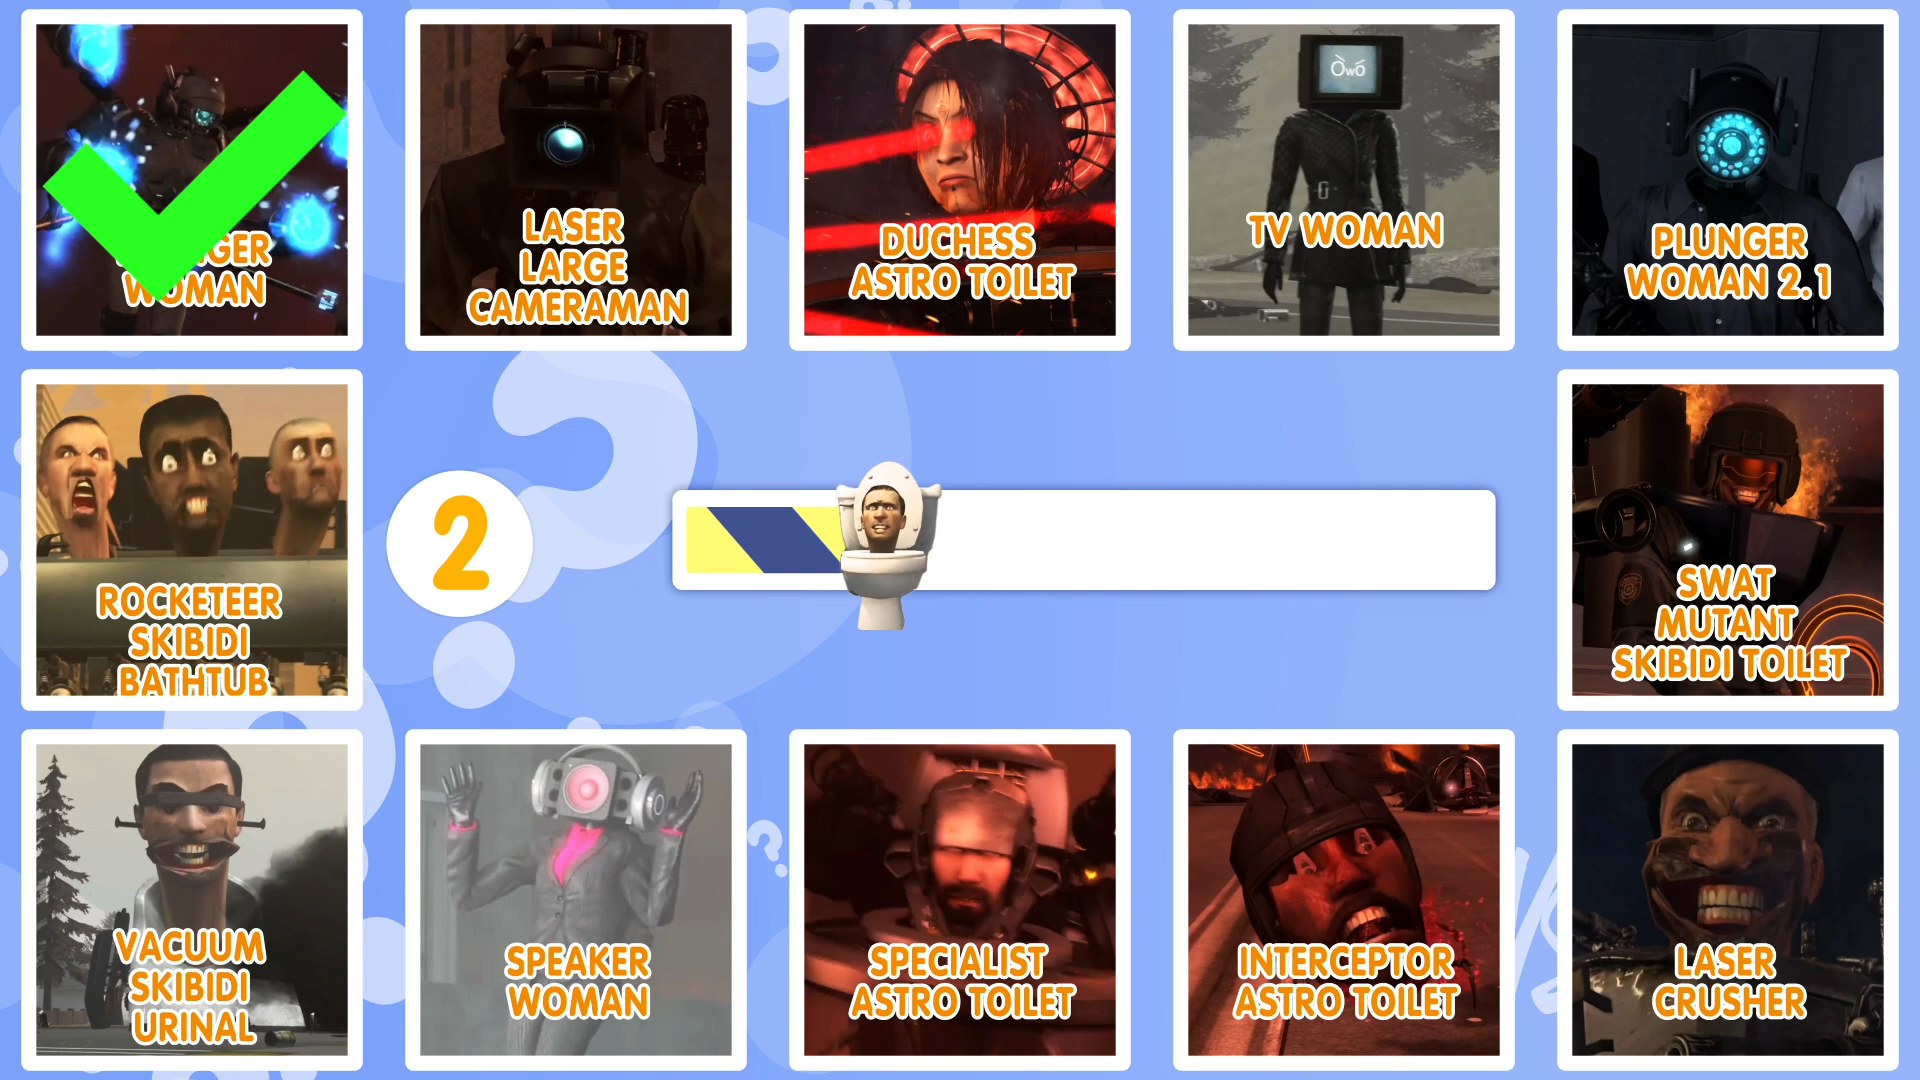 WOMAN
LASER
LARGE
CAMERAMAN
DUCHESS
ASTRO TOILET
ÒwÓ
TV WOMAN
PLUNGER
WOMAN 2.1
ROCKETEER
SKIBIDI
BATHTUB
2
SWAT
MUTANT
SKIBIDI TOILET
VACUUM
SKIBIDI
URINAL
SPEAKER
WOMAN
SPECIALIST
ASTRO TOILET
INTERCEPTOR
ASTRO TOILET
LASER
CRUSHER